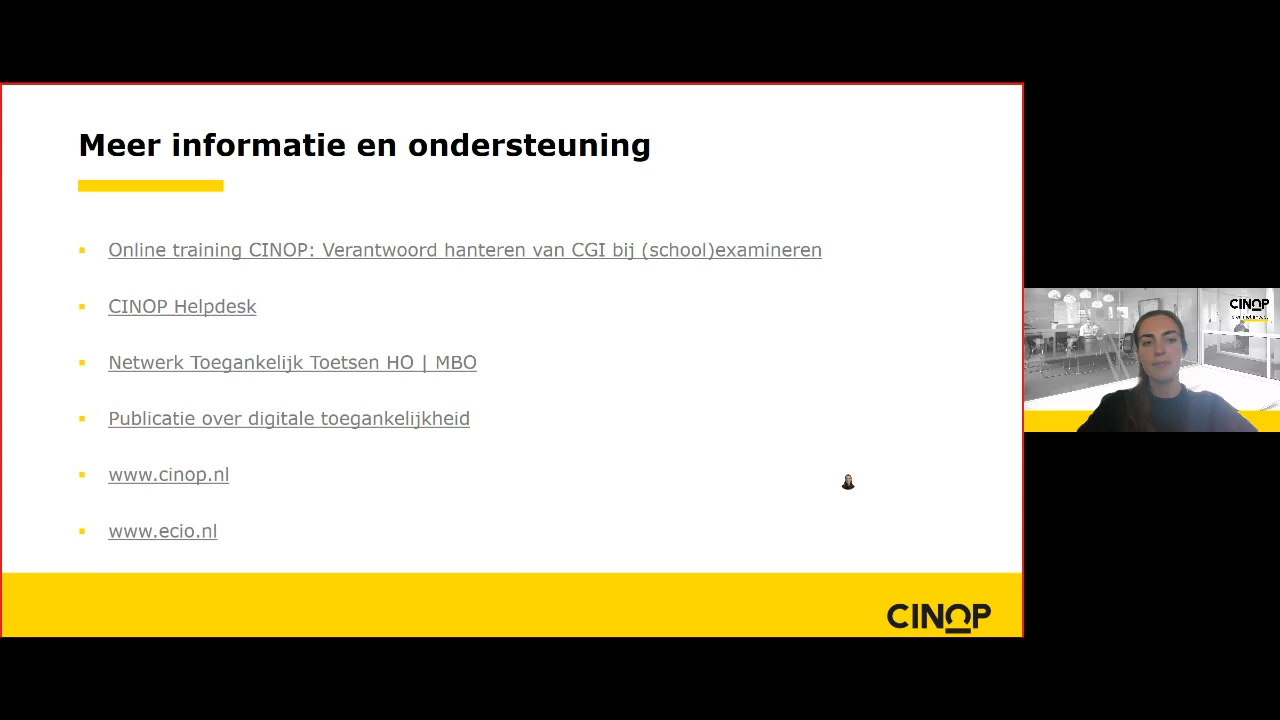 Meer informatie en ondersteuning
Online training CINOP: Verantwoord hanteren van CGI bij (school)examineren
CINOP Helpdesk
Netwerk Toegankelijk Toetsen HO | MBO
Publicatie over digitale toegankelijkheid
www.cinop.nl
www.ecio.nl
CINOP
CINOP